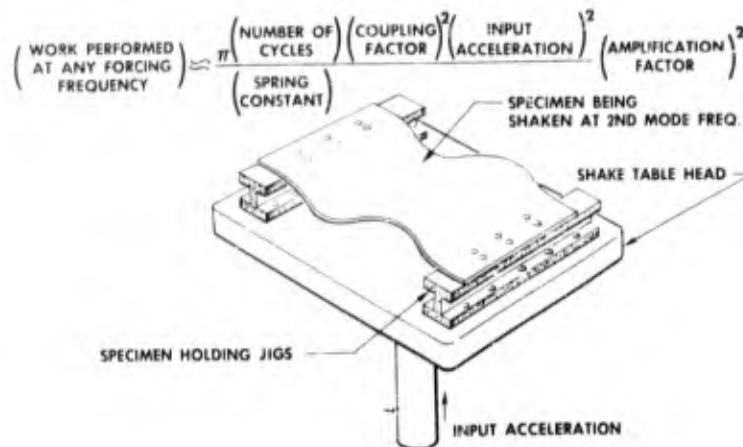 (WORK PERFORMED AT ANY FORCING FREQUENCY) ≈ π (NUMBER OF CYCLES) (COUPLING FACTOR)² (INPUT ACCELERATION)² / (SPRING CONSTANT) (AMPLIFICATION FACTOR)²
SPECIMEN BEING
SHAKEN AT 2ND MODE FREQ.
SHAKE TABLE HEAD
SPECIMEN HOLDING JIGS
INPUT ACCELERATION